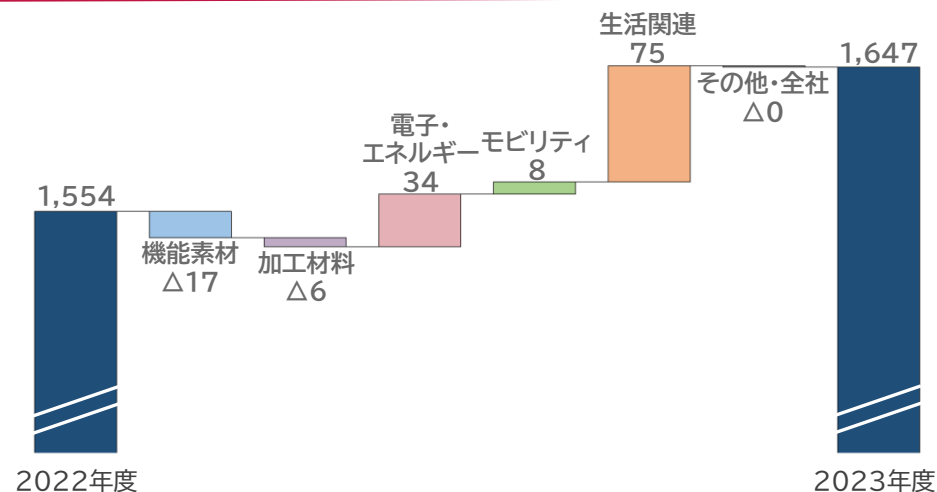 1,554
機能素材
△17
加工材料
△6
電子・
エネルギー
34
モビリティ
8
生活関連
75
その他・全社
△0
1,647
2022年度
2023年度